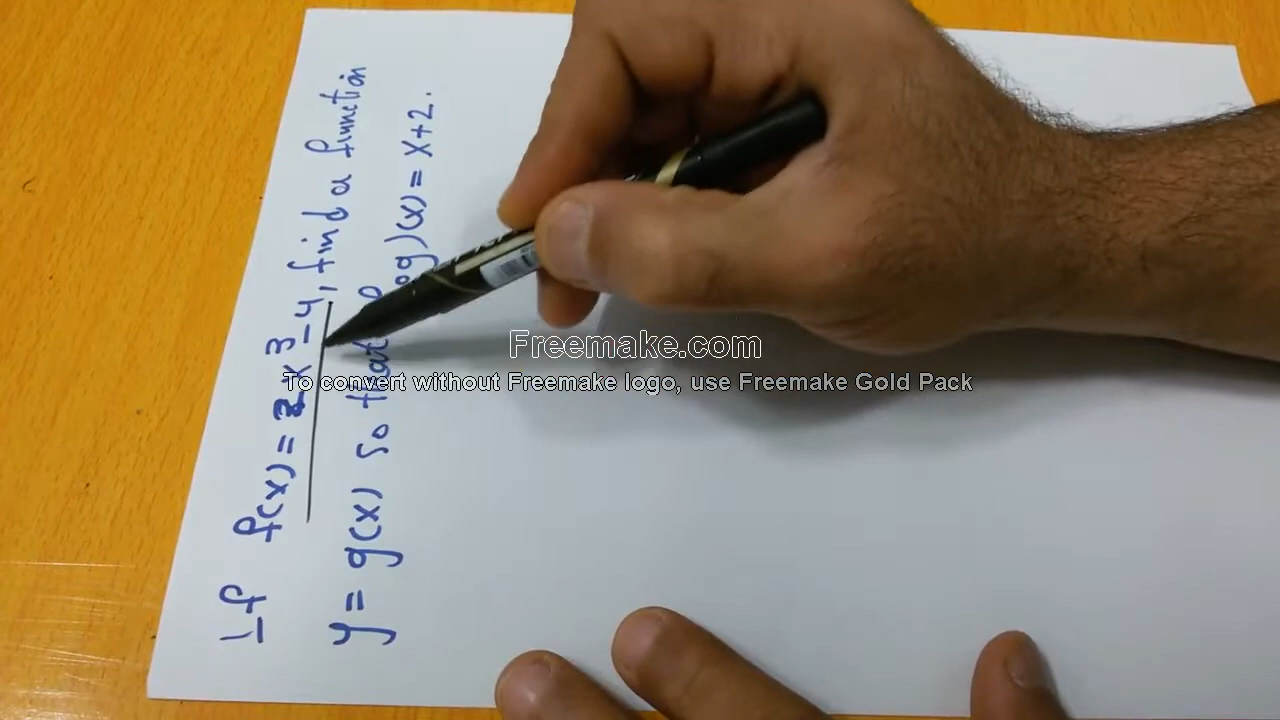 If f(x) = 2x³ - 4, find a function
y = g(x) so that (fog)(x) = x+2.
Freemake.com
To convert without Freemake logo, use Freemake Gold Pack